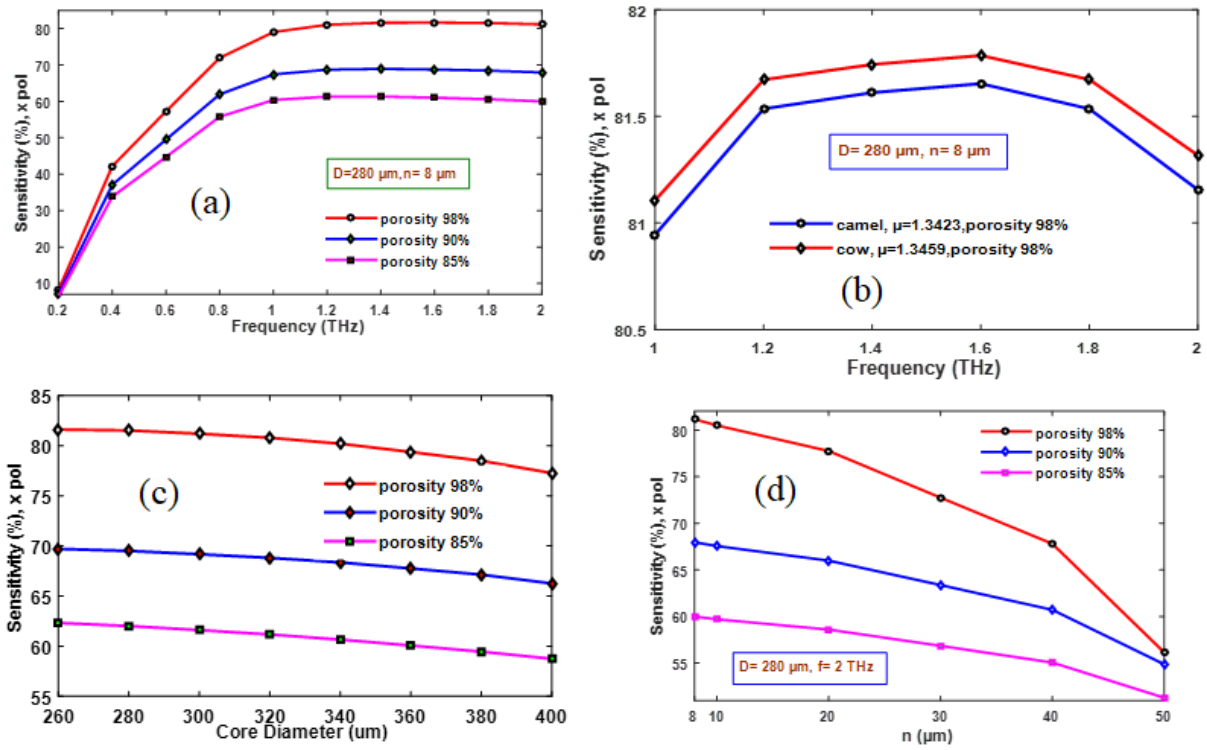 80
70
60
50
40
30
20
10
Sensitivity (%), x pol
D=280 µm,n= 8 µm
(a)
porosity 98%
porosity 90%
porosity 85%
0.2 0.4 0.6 0.8 1 1.2 1.4 1.6 1.8 2
Frequency (THz)
82
81.5
81
80.5
Sensitivity (%), x pol
D= 280 µm, n= 8 µm
camel, µ=1.3423,porosity 98%
cow, µ=1.3459,porosity 98%
(b)
1 1.2 1.4 1.6 1.8 2
Frequency (THz)
85
80
75
70
65
60
55
Sensitivity (%), x pol
(c)
porosity 98%
porosity 90%
porosity 85%
260 280 300 320 340 360 380 400
Core Diameter (um)
80
75
70
65
60
55
Sensitivity (%), x pol
porosity 98%
porosity 90%
porosity 85%
(d)
D= 280 µm, f= 2 THz
8 10 20 30 40 50
n (µm)